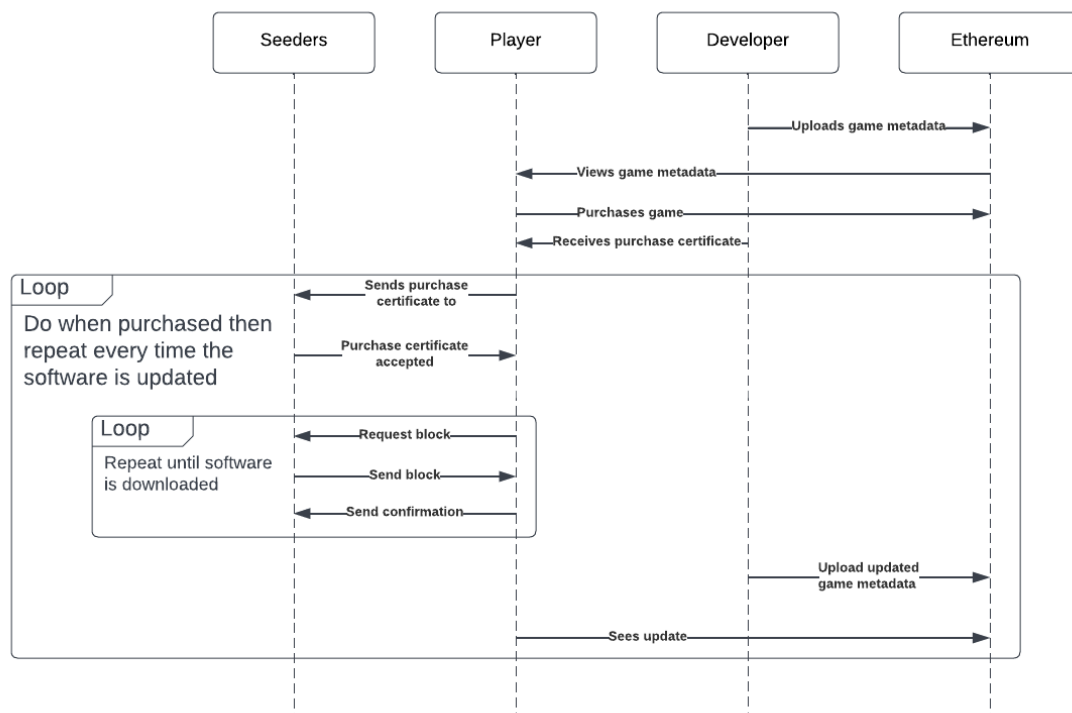 Seeders
Player
Developer
Ethereum
Uploads game metadata
Views game metadata
Purchases game
Receives purchase certificate
Loop
Do when purchased then
repeat every time the
software is updated
Sends purchase
certificate to
Purchase certificate
accepted
Loop
Repeat until software
is downloaded
Request block
Send block
Send confirmation
Upload updated
game metadata
Sees update